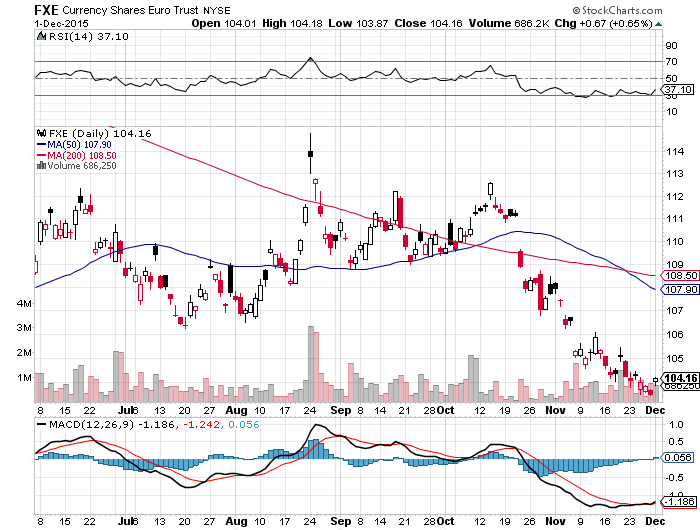 FXE Currency Shares Euro Trust NYSE © StockCharts.com
1-Dec-2015 Open 104.01 High 104.18 Low 103.87 Close 104.16 Volume 686.2K Chg +0.67 (+0.65%)
RSI(14) 37.10
90
70
50
37.10
30
10
FXE (Daily) 104.16
MA(50) 107.90
MA(200) 108.50
Volume 686,250
114
113
112
111
110
109
108.50
107.90
107
106
105
104.16
686250
4M
3M
2M
1M
8 15 22 Jul 6 13 20 27 Aug 10 17 24 Sep 8 14 21 28 Oct 12 19 26 Nov 9 16 23 Dec
MACD(12,26,9) -1.186, -1.242, 0.056
1.0
0.5
0.056
-0.5
-1.186
8 15 22 Jul 6 13 20 27 Aug 10 17 24 Sep 8 14 21 28 Oct 12 19 26 Nov 9 16 23 Dec